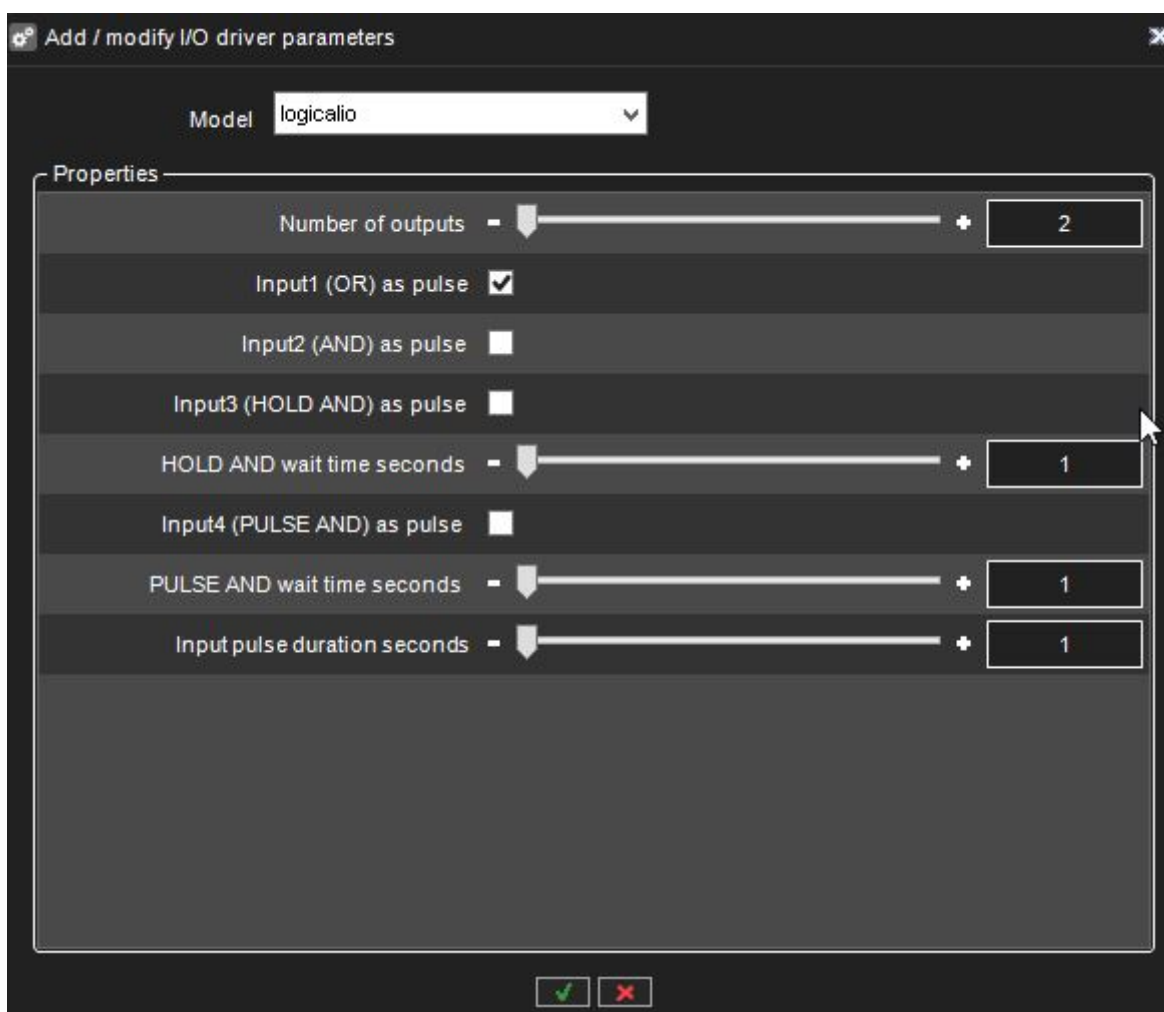 Add / modify I/O driver parameters
Model logicalio
Properties
Number of outputs - + 2
Input1 (OR) as pulse
Input2 (AND) as pulse
Input3 (HOLD AND) as pulse
HOLD AND wait time seconds - + 1
Input4 (PULSE AND) as pulse
PULSE AND wait time seconds - + 1
Input pulse duration seconds - + 1